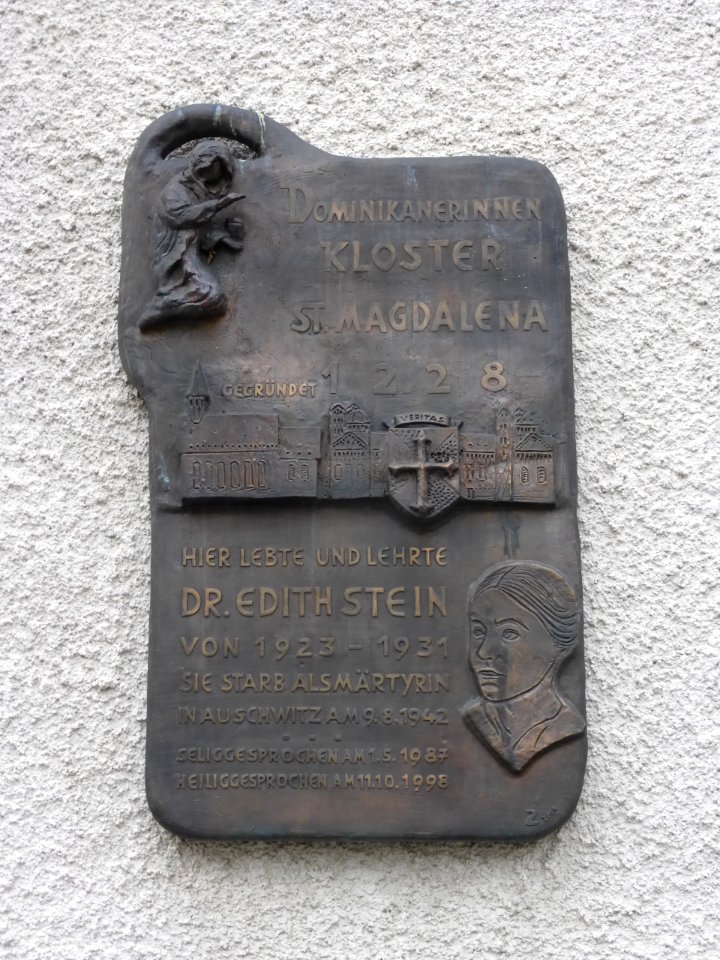 DOMINIKANERINNEN
KLOSTER
ST. MAGDALENA
GEGRÜNDET 1228
VERITAS
HIER LEBTE UND LEHRTE
DR. EDITH STEIN
VON 1923 - 1931
SIE STARB ALS MÄRTYRIN
IN AUSCHWITZ AM 9.8.1942
SELIGGESPROCHEN AM 1.5.1987
HEILIGGESPROCHEN AM 11.10.1998